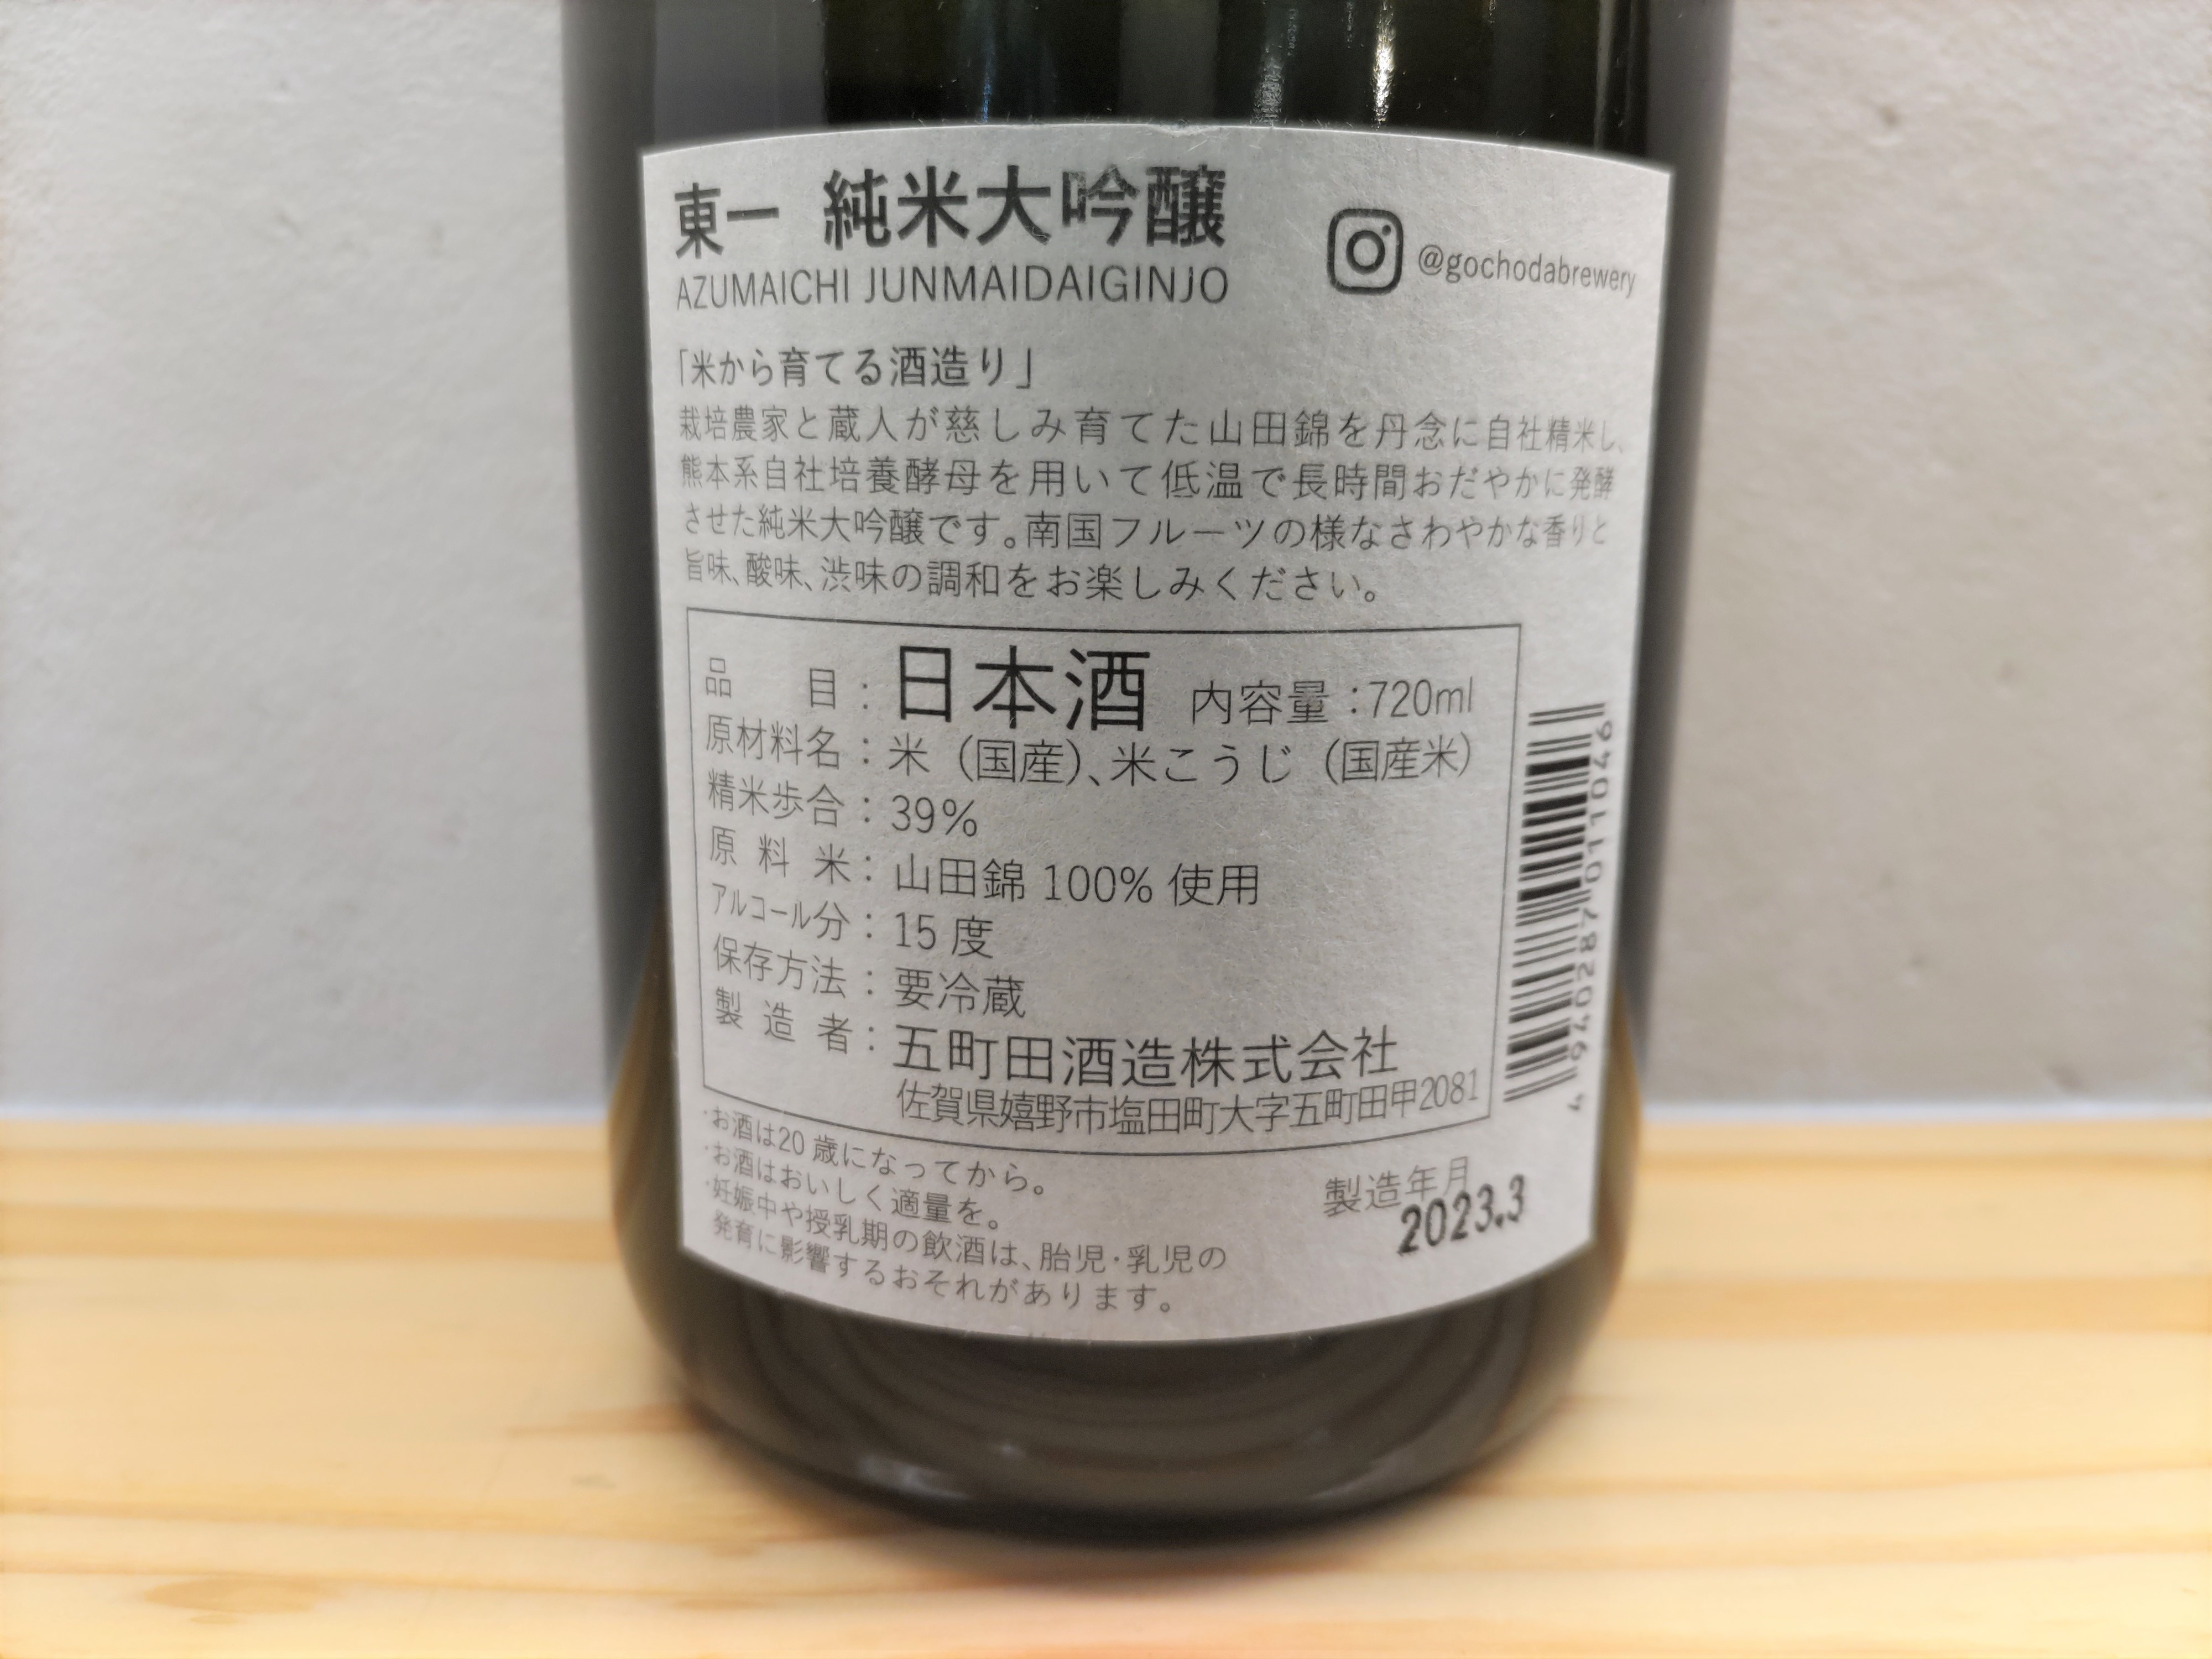 東一 純米大吟醸
AZUMAICHI JUNMAIDAIGINJO
@gochodabrewery
「米から育てる酒造り」
栽培農家と蔵人が慈しみ育てた山田錦を丹念に自社精米し、
熊本系自社培養酵母を用いて低温で長時間おだやかに発酵
させた純米大吟醸です。南国フルーツの様なさわやかな香りと
旨味、酸味、渋味の調和をお楽しみください。
品目：日本酒 内容量：720ml
原材料名：米（国産）、米こうじ（国産米）
精米歩合：39%
原料米：山田錦 100% 使用
アルコール分：15 度
保存方法：要冷蔵
製造者：五町田酒造株式会社
佐賀県嬉野市塩田町大字五町田甲2081
4 940287 011046
・お酒は20 歳になってから。
・お酒はおいしく適量を。
・妊娠中や授乳期の飲酒は、胎児・乳児の
発育に影響するおそれがあります。
製造年月
2023.3